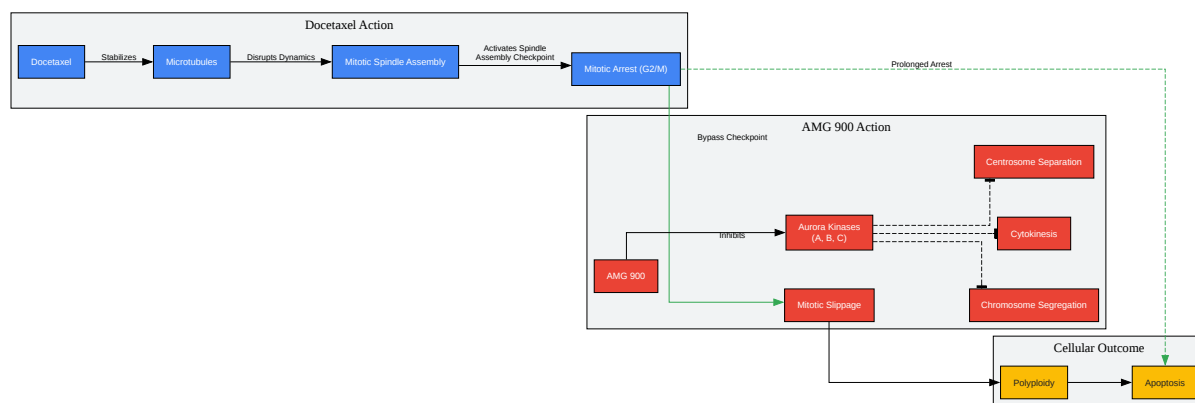 Docetaxel Action
Docetaxel
Stabilizes
Microtubules
Disrupts Dynamics
Mitotic Spindle Assembly
Activates Spindle
Assembly Checkpoint
Mitotic Arrest (G2/M)
Prolonged Arrest
AMG 900 Action
Bypass Checkpoint
Centrosome Separation
Aurora Kinases
(A, B, C)
Cytokinesis
Inhibits
AMG 900
Mitotic Slippage
Chromosome Segregation
Cellular Outcome
Polyploidy
Apoptosis